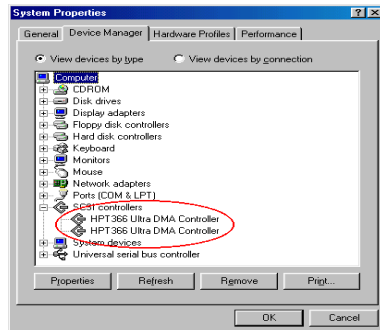 System Properties
General Device Manager Hardware Profiles Performance
View devices by type View devices by connection
Computer
CDROM
Disk drives
Display adapters
Floppy disk controllers
Hard disk controllers
Keyboard
Monitors
Mouse
Network adapters
Ports (COM & LPT)
SCSI controllers
HPT366 Ultra DMA Controller
HPT366 Ultra DMA Controller
System devices
Universal serial bus controller
Properties Refresh Remove Print...
OK Cancel